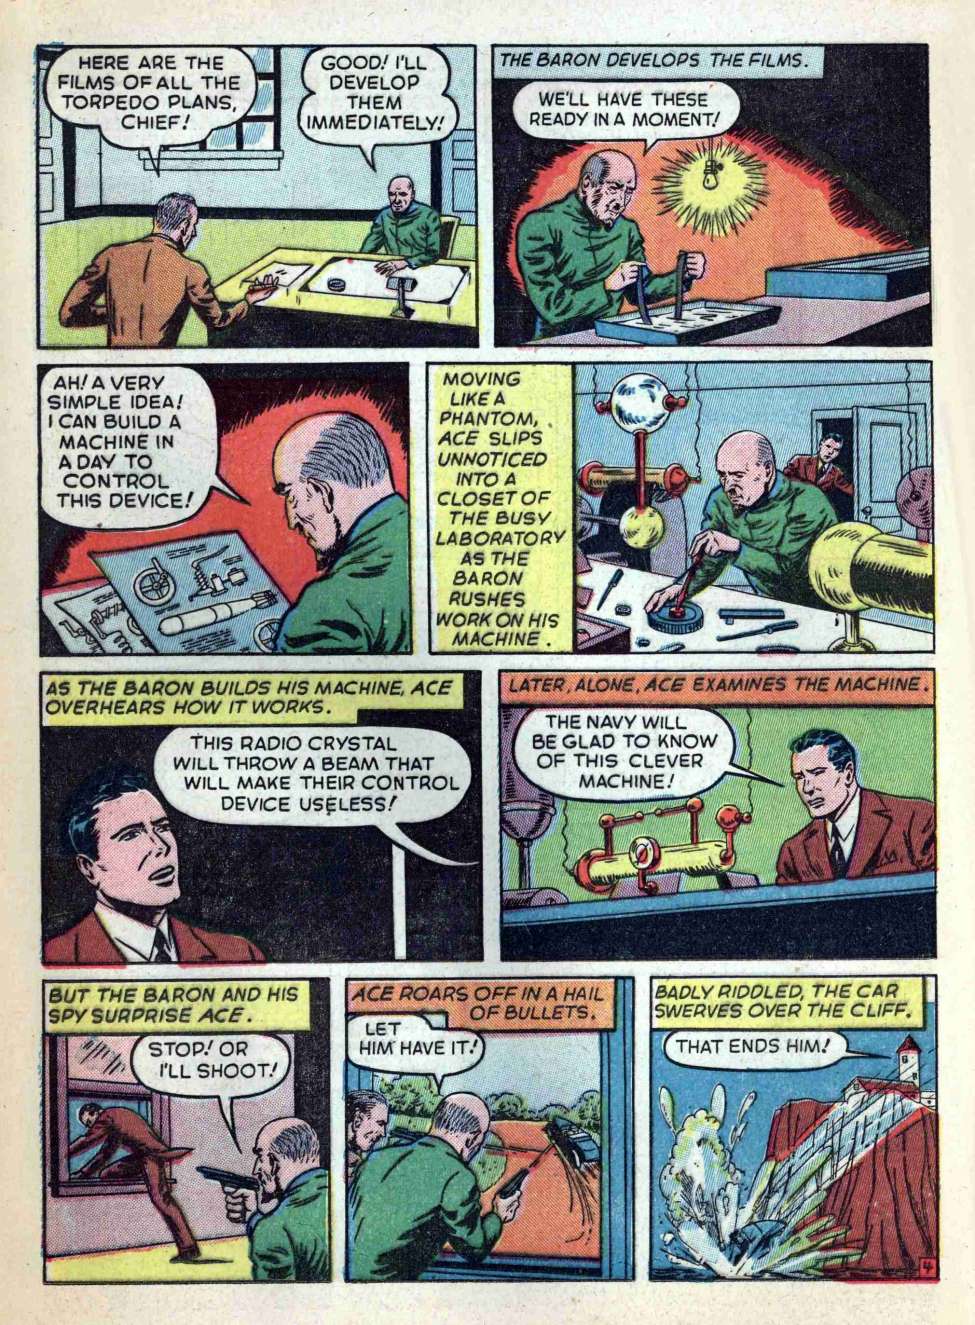 HERE ARE THE
FILMS OF ALL THE
TORPEDO PLANS,
CHIEF!
GOOD! I'LL
DEVELOP
THEM
IMMEDIATELY!
THE BARON DEVELOPS THE FILMS.
WE'LL HAVE THESE
READY IN A MOMENT!
AH! A VERY
SIMPLE IDEA!
I CAN BUILD A
MACHINE IN
A DAY TO
CONTROL
THIS DEVICE!
MOVING
LIKE A
PHANTOM,
ACE SLIPS
UNNOTICED
INTO A
CLOSET OF
THE BUSY
LABORATORY
AS THE
BARON
RUSHES
WORK ON HIS
MACHINE.
AS THE BARON BUILDS HIS MACHINE, ACE
OVERHEARS HOW IT WORKS.
THIS RADIO CRYSTAL
WILL THROW A BEAM THAT
WILL MAKE THEIR CONTROL
DEVICE USELESS!
LATER, ALONE, ACE EXAMINES THE MACHINE.
THE NAVY WILL
BE GLAD TO KNOW
OF THIS CLEVER
MACHINE!
BUT THE BARON AND HIS
SPY SURPRISE ACE.
STOP! OR
I'LL SHOOT!
ACE ROARS OFF IN A HAIL
OF BULLETS.
LET
HIM HAVE IT!
BADLY RIDDLED, THE CAR
SWERVES OVER THE CLIFF.
THAT ENDS HIM!
4